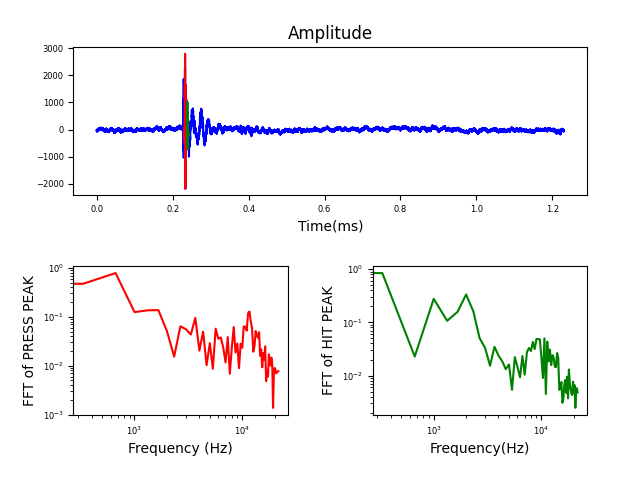 Amplitude
3000
2000
1000
0
−1000
−2000
0.0 0.2 0.4 0.6 0.8 1.0 1.2
Time(ms)
FFT of PRESS PEAK
10⁰
10⁻¹
10⁻²
10⁻³
10³ 10⁴
Frequency (Hz)
FFT of HIT PEAK
10⁰
10⁻¹
10⁻²
10³ 10⁴
Frequency(Hz)